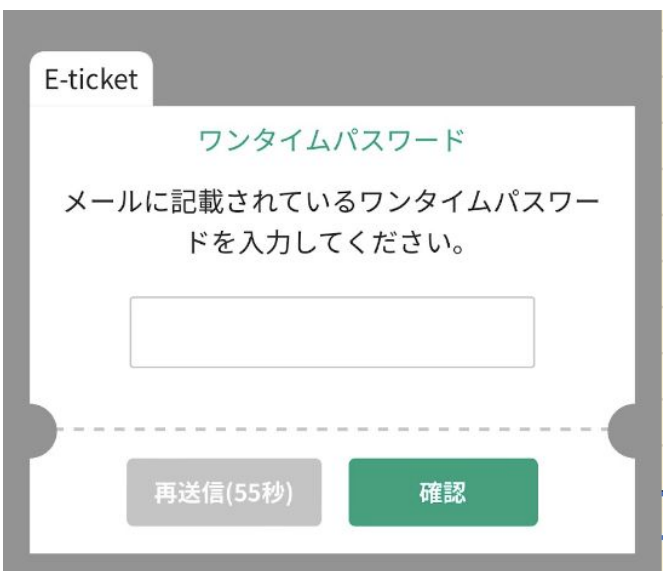 E-ticket
ワンタイムパスワード
メールに記載されているワンタイムパスワー
ドを入力してください。
再送信(55秒)
確認